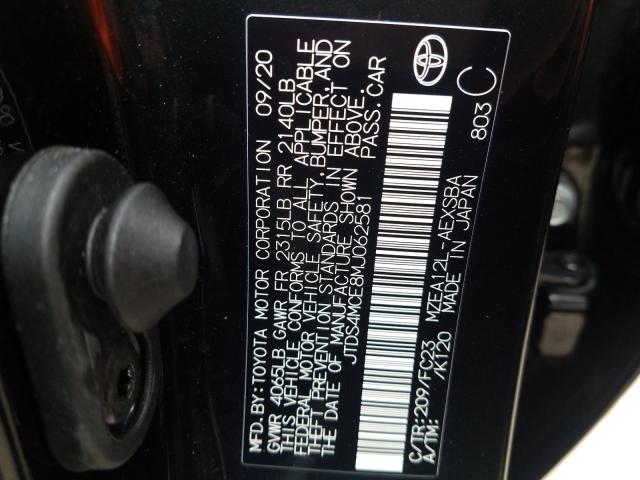 MFD.BY:TOYOTA MOTOR CORPORATION 09/20
GVWR 4065LB GAWR FR 2315LB RR 2140LB
THIS VEHICLE CONFORMS TO ALL APPLICABLE
FEDERAL MOTOR VEHICLE SAFETY,BUMPER,AND
THEFT PREVENTION STANDARDS IN EFFECT ON
THE DATE OF MANUFACTURE SHOWN ABOVE.
JTDS4MCE8MJ062581 PASS.CAR
C/TR:209/FC23 MZEA12L-AEXSBA
A/TM: /K120 MADE IN JAPAN 803 C